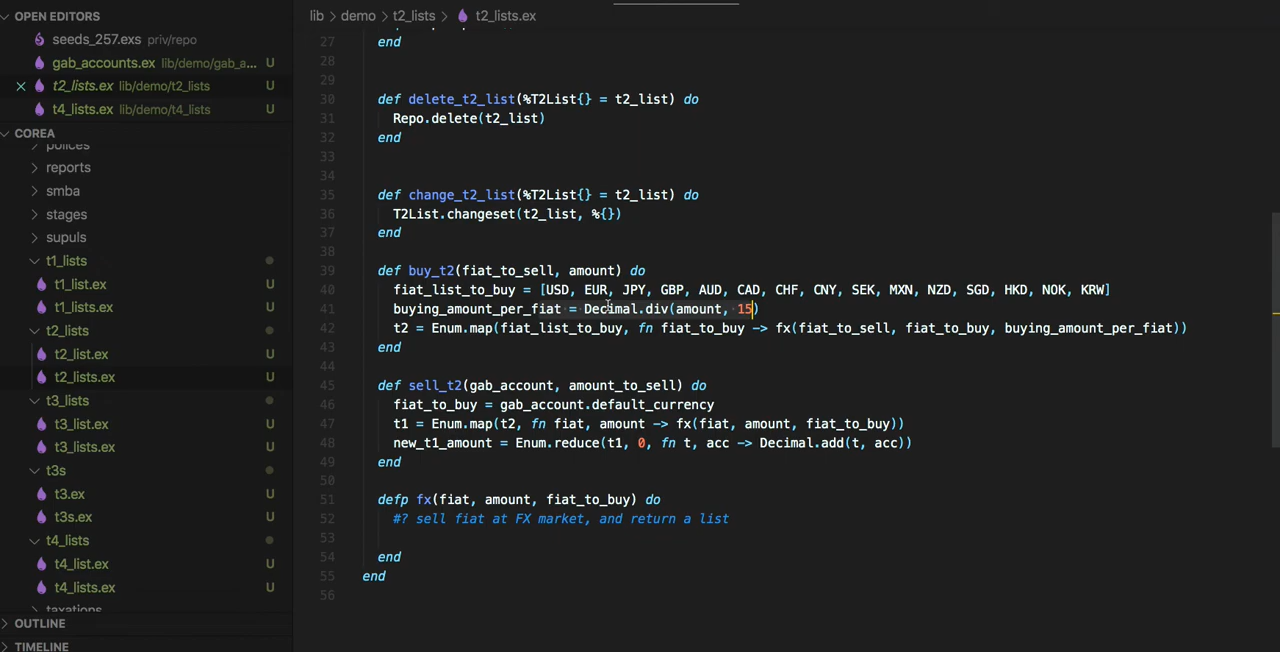 OPEN EDITORS
seeds_257.exs priv/repo
gab_accounts.ex lib/demo/gab_a... U
t2_lists.ex lib/demo/t2_lists U
t4_lists.ex lib/demo/t4_lists U
COREA
polices
reports
smba
stages
supuls
t1_lists
t1_list.ex U
t1_lists.ex U
t2_lists
t2_list.ex U
t2_lists.ex U
t3_lists
t3_list.ex U
t3_lists.ex U
t3s
t3.ex U
t3s.ex U
t4_lists
t4_list.ex U
t4_lists.ex U
taxations
OUTLINE
TIMELINE
lib > demo > t2_lists > t2_lists.ex
27 end
28
29
30 def delete_t2_list(%T2List{} = t2_list) do
31 Repo.delete(t2_list)
32 end
33
34
35 def change_t2_list(%T2List{} = t2_list) do
36 T2List.changeset(t2_list, %{})
37 end
38
39 def buy_t2(fiat_to_sell, amount) do
40 fiat_list_to_buy = [USD, EUR, JPY, GBP, AUD, CAD, CHF, CNY, SEK, MXN, NZD, SGD, HKD, NOK, KRW]
41 buying_amount_per_fiat = Decimal.div(amount, 15)
42 t2 = Enum.map(fiat_list_to_buy, fn fiat_to_buy -> fx(fiat_to_sell, fiat_to_buy, buying_amount_per_fiat))
43 end
44
45 def sell_t2(gab_account, amount_to_sell) do
46 fiat_to_buy = gab_account.default_currency
47 t1 = Enum.map(t2, fn fiat, amount -> fx(fiat, amount, fiat_to_buy))
48 new_t1_amount = Enum.reduce(t1, 0, fn t, acc -> Decimal.add(t, acc))
49 end
50
51 defp fx(fiat, amount, fiat_to_buy) do
52 #? sell fiat at FX market, and return a list
53
54 end
55 end
56